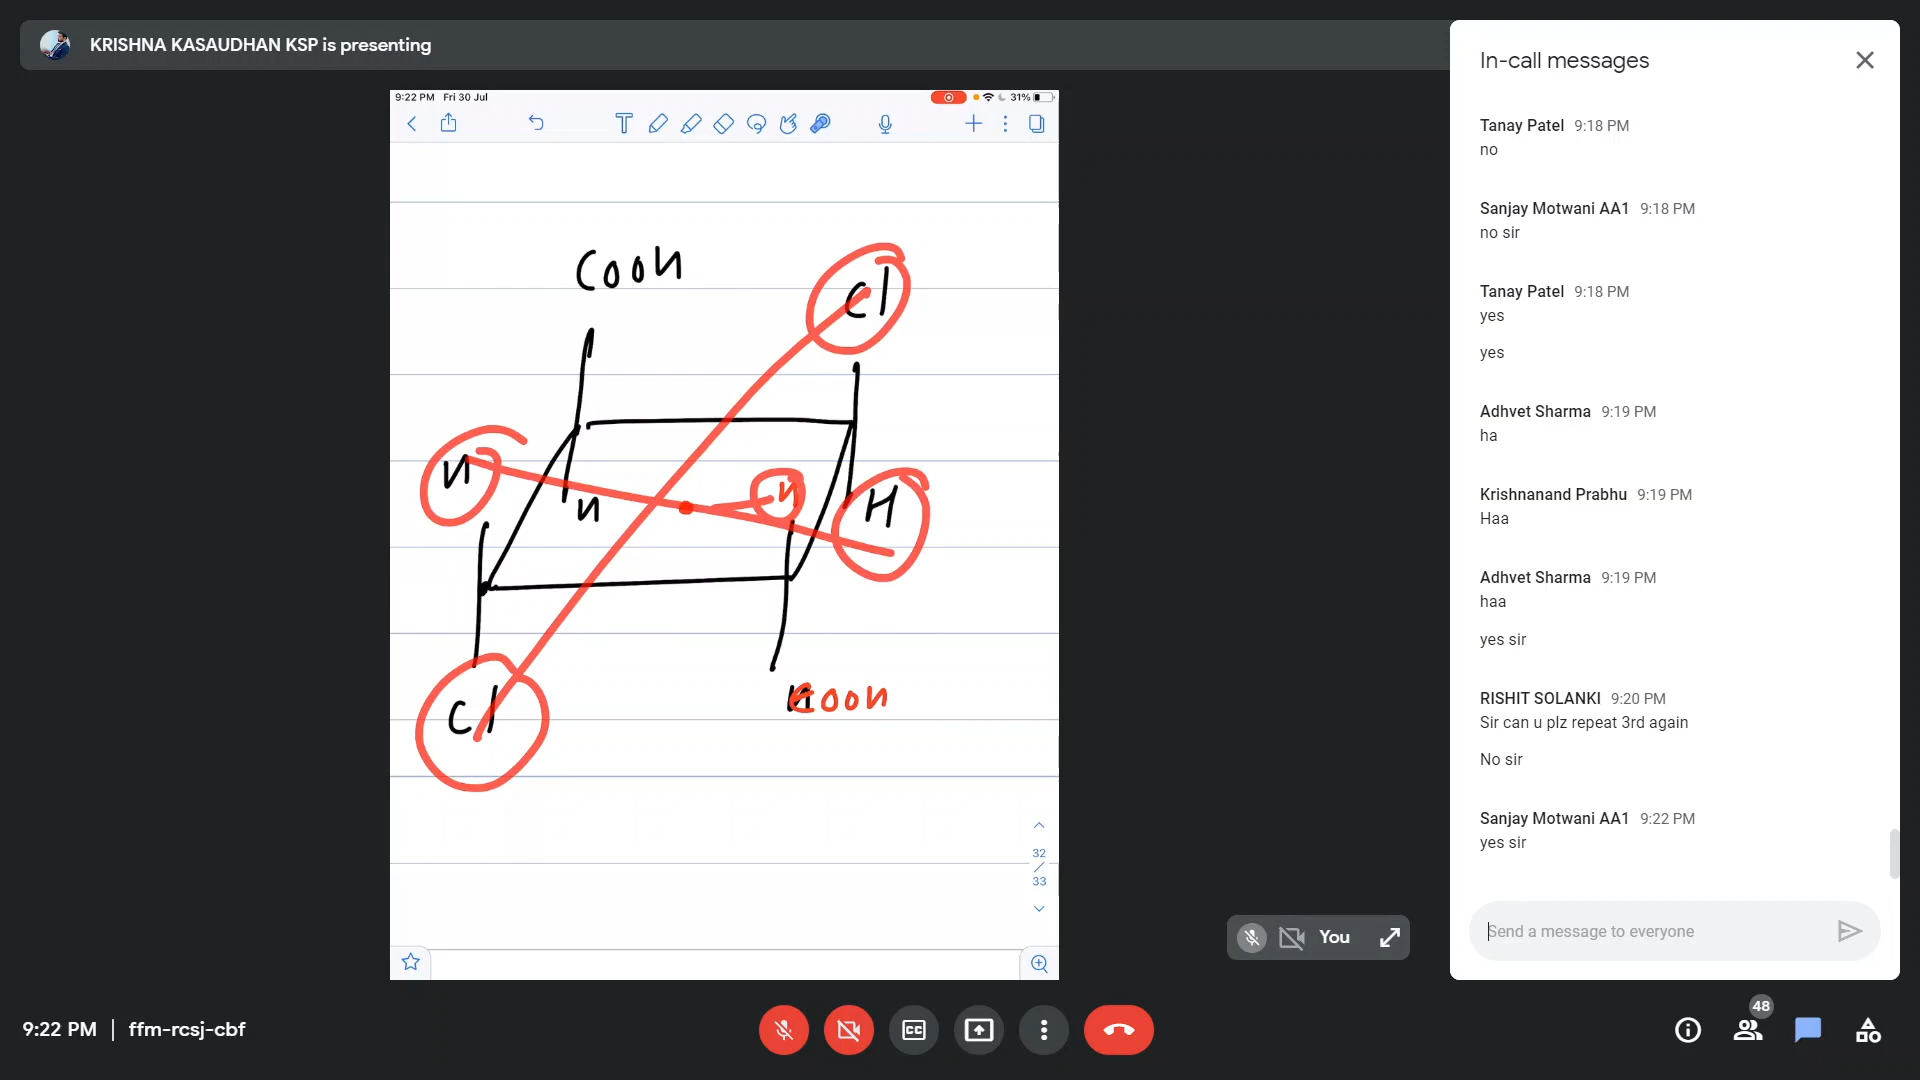 KRISHNA KASAUDHAN KSP is presenting
9:22 PM Fri 30 Jul
31%
T
COOH
Cl
H
H
H
H
Cl
COOH
32
33
You
In-call messages
Tanay Patel 9:18 PM
no
Sanjay Motwani AA1 9:18 PM
no sir
Tanay Patel 9:18 PM
yes
yes
Adhvet Sharma 9:19 PM
ha
Krishnanand Prabhu 9:19 PM
Haa
Adhvet Sharma 9:19 PM
haa
yes sir
RISHIT SOLANKI 9:20 PM
Sir can u plz repeat 3rd again
No sir
Sanjay Motwani AA1 9:22 PM
yes sir
Send a message to everyone
9:22 PM | ffm-rcsj-cbf
CC
48